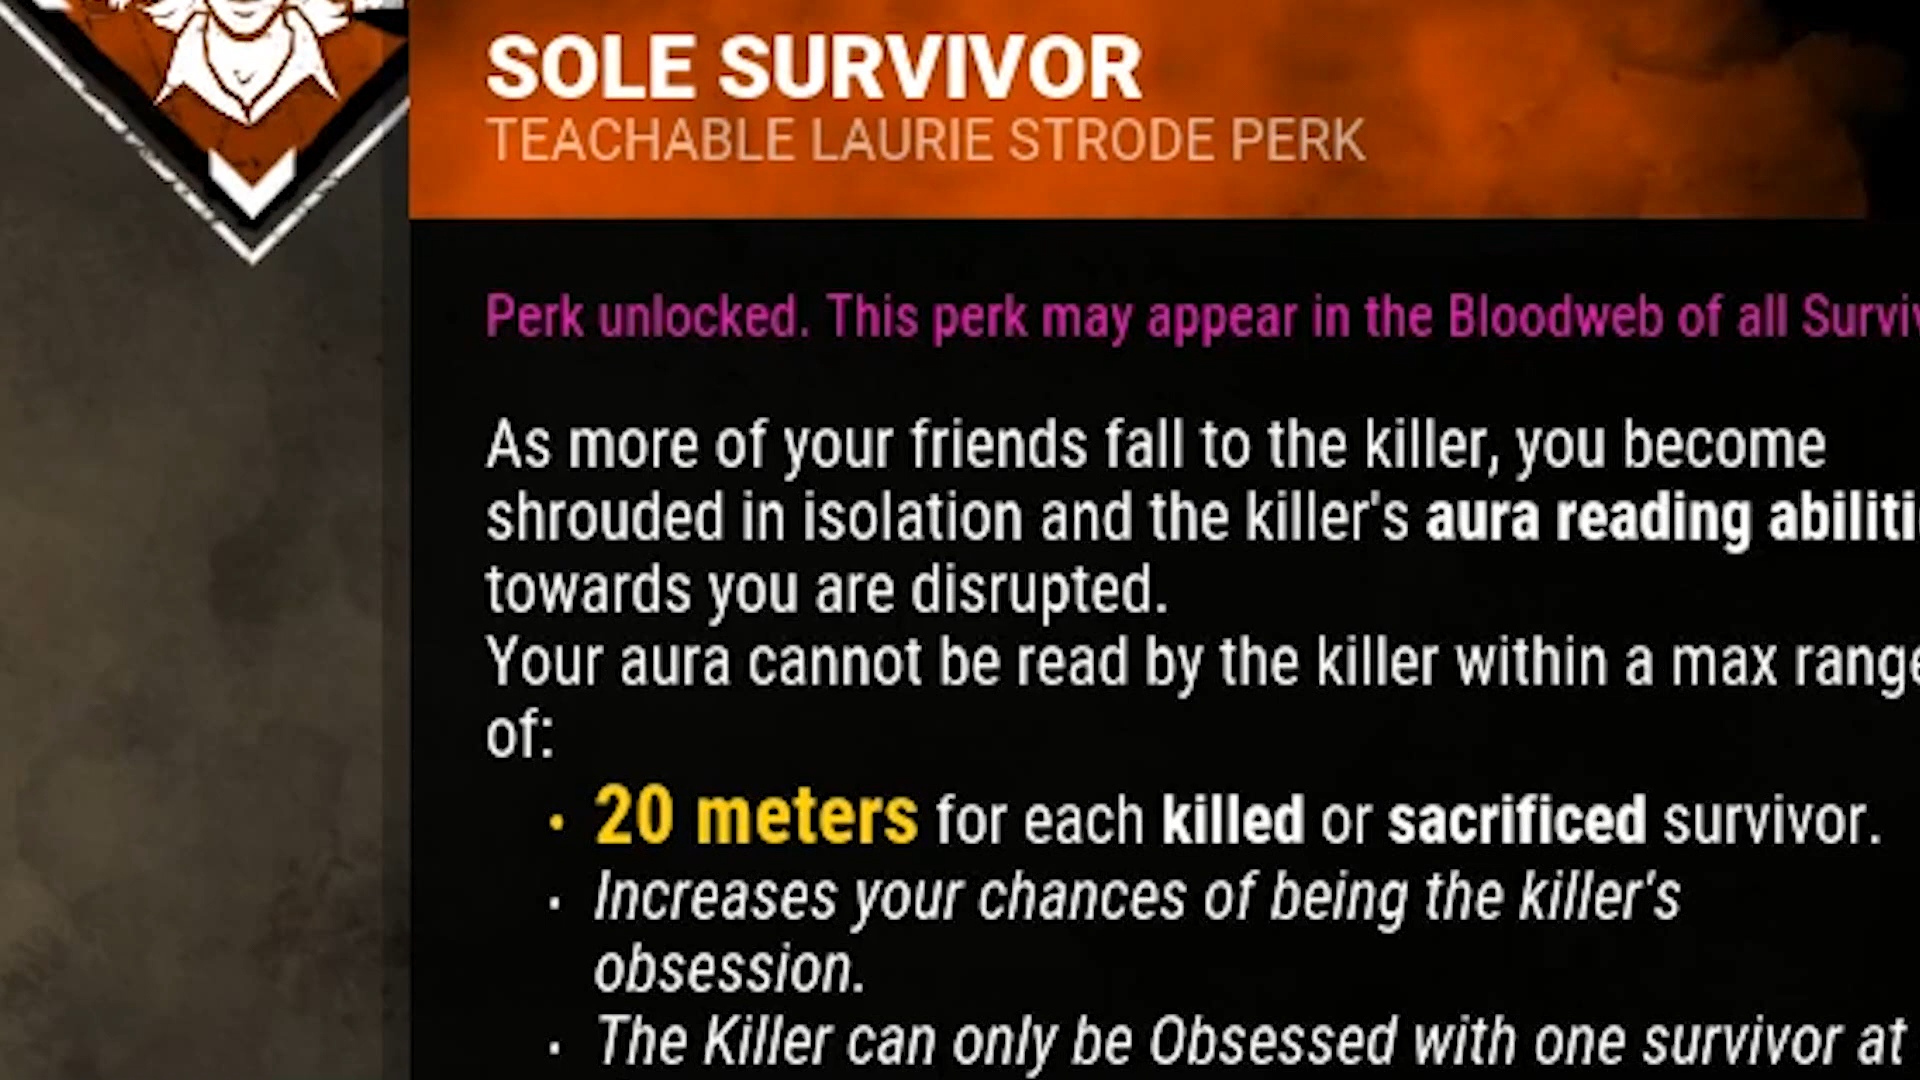 SOLE SURVIVOR
TEACHABLE LAURIE STRODE PERK
Perk unlocked. This perk may appear in the Bloodweb of all
As more of your friends fall to the killer, you become
shrouded in isolation and the killer's aura reading
towards you are disrupted.
Your aura cannot be read by the killer within a max range
of:
• 20 meters for each killed or sacrificed survivor.
• Increases your chances of being the killer's
obsession.
• The Killer can only be Obsessed with one survivor at